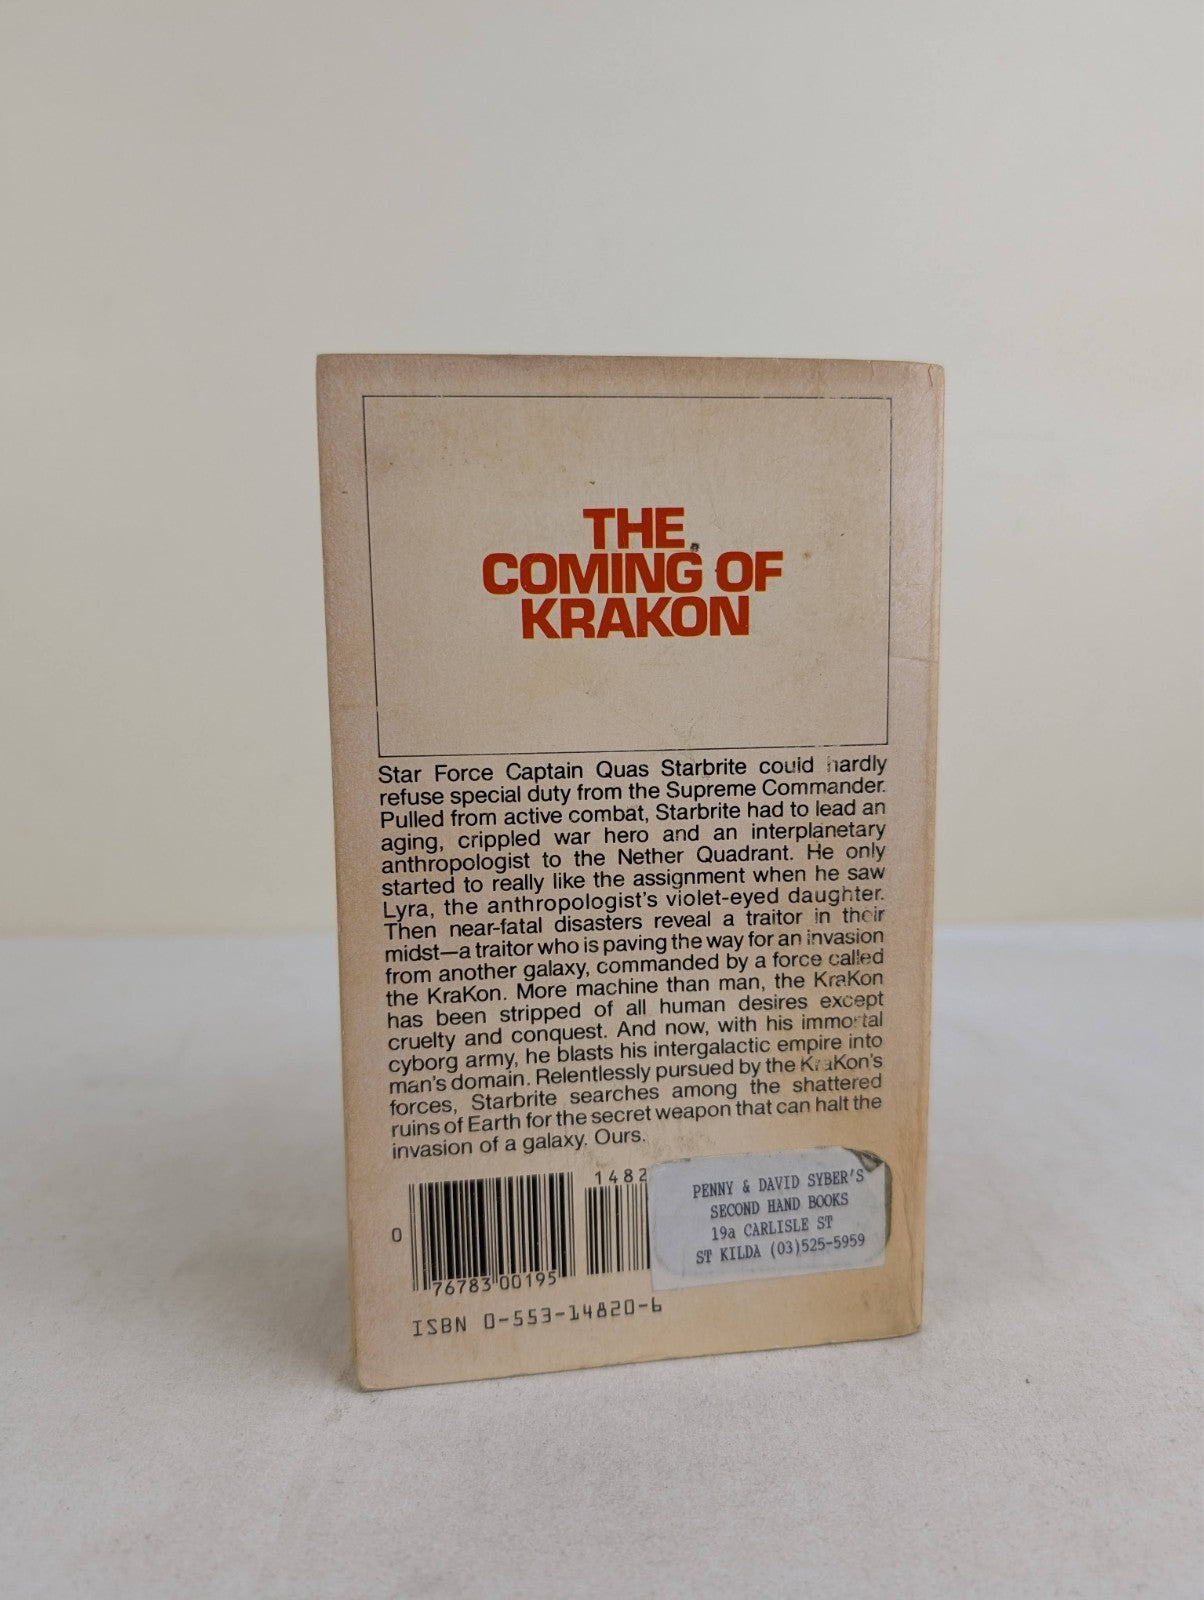 THE
COMING OF
KRAKON
Star Force Captain Quas Starbrite could hardly
refuse special duty from the Supreme Commander.
Pulled from active combat, Starbrite had to lead an
aging, crippled war hero and an interplanetary
anthropologist to the Nether Quadrant. He only
started to really like the assignment when he saw
Lyra, the anthropologist's violet-eyed daughter.
Then near-fatal disasters reveal a traitor in their
midst—a traitor who is paving the way for an invasion
from another galaxy, commanded by a force called
the KraKon. More machine than man, the KraKon
has been stripped of all human desires except
cruelty and conquest. And now, with his immortal
cyborg army, he blasts his intergalactic empire into
man's domain. Relentlessly pursued by the KraKon's
forces, Starbrite searches among the shattered
ruins of Earth for the secret weapon that can halt the
invasion of a galaxy. Ours.
1482
0
76783 00195
ISBN 0-553-14820-6
PENNY & DAVID SYBER'S
SECOND HAND BOOKS
19a CARLISLE ST
ST KILDA (03)525-5959